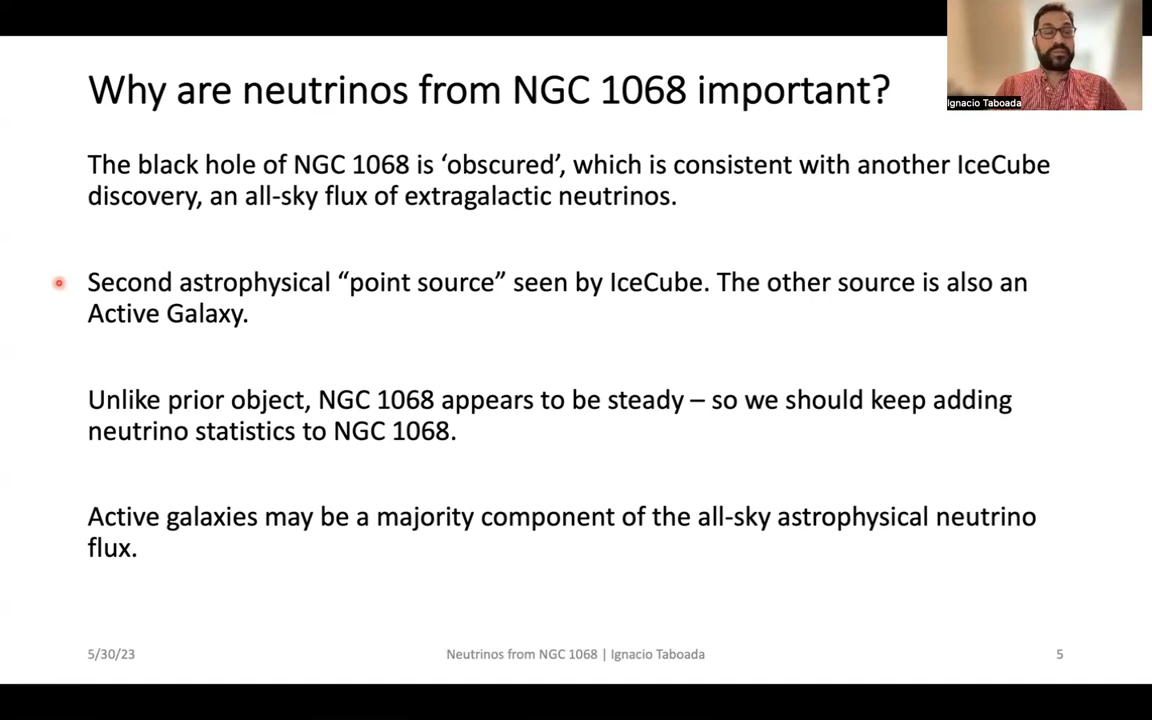 Why are neutrinos from NGC 1068 important?
Ignacio Taboada
The black hole of NGC 1068 is ‘obscured’, which is consistent with another IceCube
discovery, an all-sky flux of extragalactic neutrinos.
Second astrophysical “point source” seen by IceCube. The other source is also an
Active Galaxy.
Unlike prior object, NGC 1068 appears to be steady – so we should keep adding
neutrino statistics to NGC 1068.
Active galaxies may be a majority component of the all-sky astrophysical neutrino
flux.
5/30/23
Neutrinos from NGC 1068 | Ignacio Taboada
5